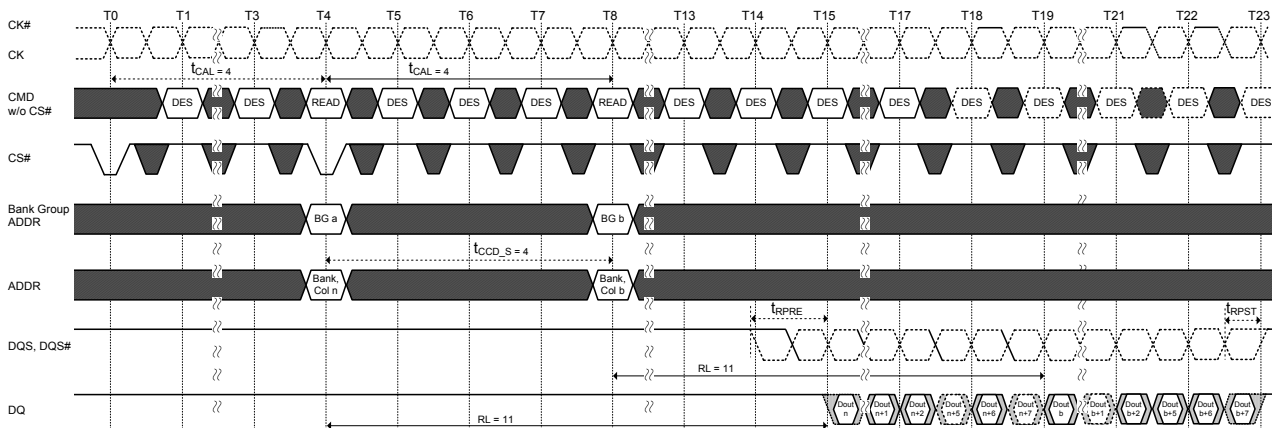 T0 T1 T3 T4 T5 T6 T7 T8 T13 T14 T15 T17 T18 T19 T21 T22 T23
CK#
CK
tCAL = 4 tCAL = 4
CMD
w/o CS#
DES DES READ DES DES DES READ DES DES DES DES DES DES DES DES DES
CS#
Bank Group
ADDR
BG a BG b
tCCD_S = 4
ADDR
Bank,
Col n
Bank,
Col b
tRPRE tRPST
DQS, DQS#
RL = 11
DQ
Dout
n
Dout
n+1
Dout
n+2
Dout
n+5
Dout
n+6
Dout
n+7
Dout
b
Dout
b+1
Dout
b+2
Dout
b+5
Dout
b+6
Dout
b+7
RL = 11